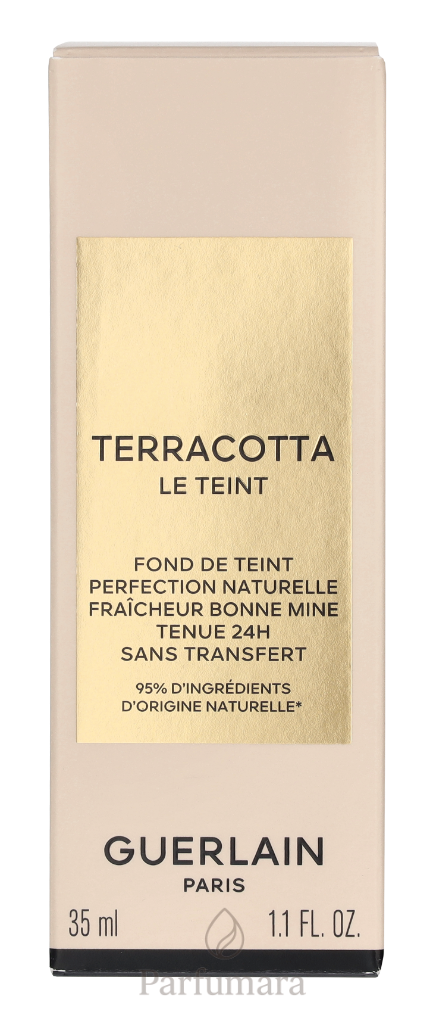 TERRACOTTA
LE TEINT
FOND DE TEINT
PERFECTION NATURELLE
FRAÎCHEUR BONNE MINE
TENUE 24H
SANS TRANSFERT
95% D'INGRÉDIENTS
D'ORIGINE NATURELLE*
GUERLAIN
PARIS
35 ml 1.1 FL. OZ.
Parfumara